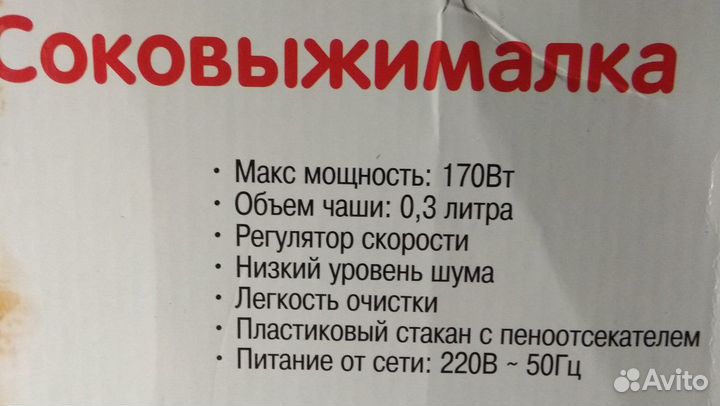 Соковыжималка
· Макс мощность: 170Вт
· Объем чаши: 0,3 литра
· Регулятор скорости
· Низкий уровень шума
· Легкость очистки
· Пластиковый стакан с пеноотсекателем
· Питание от сети: 220В ~ 50Гц
Avito